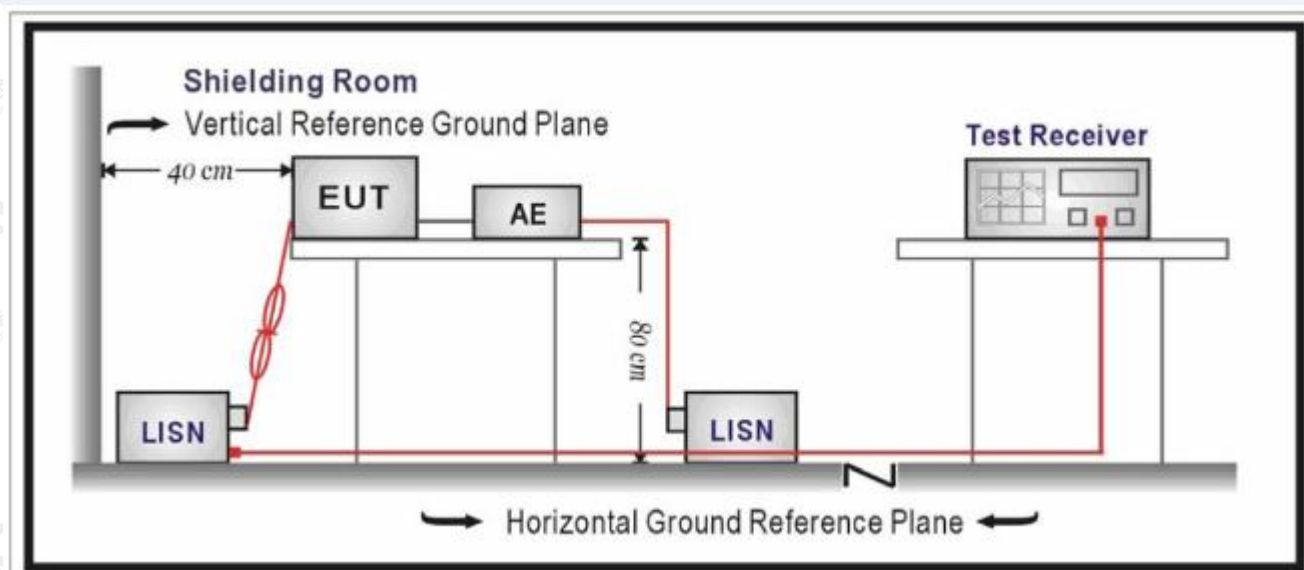 Shielding Room
Vertical Reference Ground Plane
40 cm
EUT
AE
Test Receiver
80 cm
LISN
LISN
Horizontal Ground Reference Plane